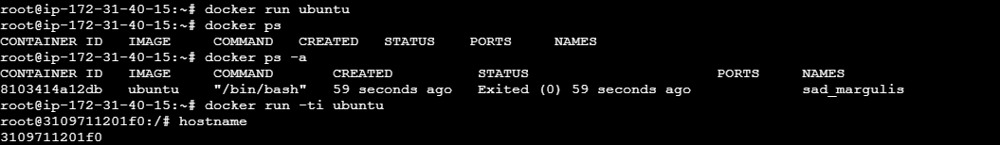 root@ip-172-31-40-15:~# docker run ubuntu
root@ip-172-31-40-15:~# docker ps
CONTAINER ID   IMAGE     COMMAND   CREATED   STATUS    PORTS     NAMES
root@ip-172-31-40-15:~# docker ps -a
CONTAINER ID   IMAGE     COMMAND       CREATED          STATUS                      PORTS     NAMES
8103414a12db   ubuntu    "/bin/bash"   59 seconds ago   Exited (0) 59 seconds ago             sad_margulis
root@ip-172-31-40-15:~# docker run -ti ubuntu
root@3109711201f0:/# hostname
3109711201f0